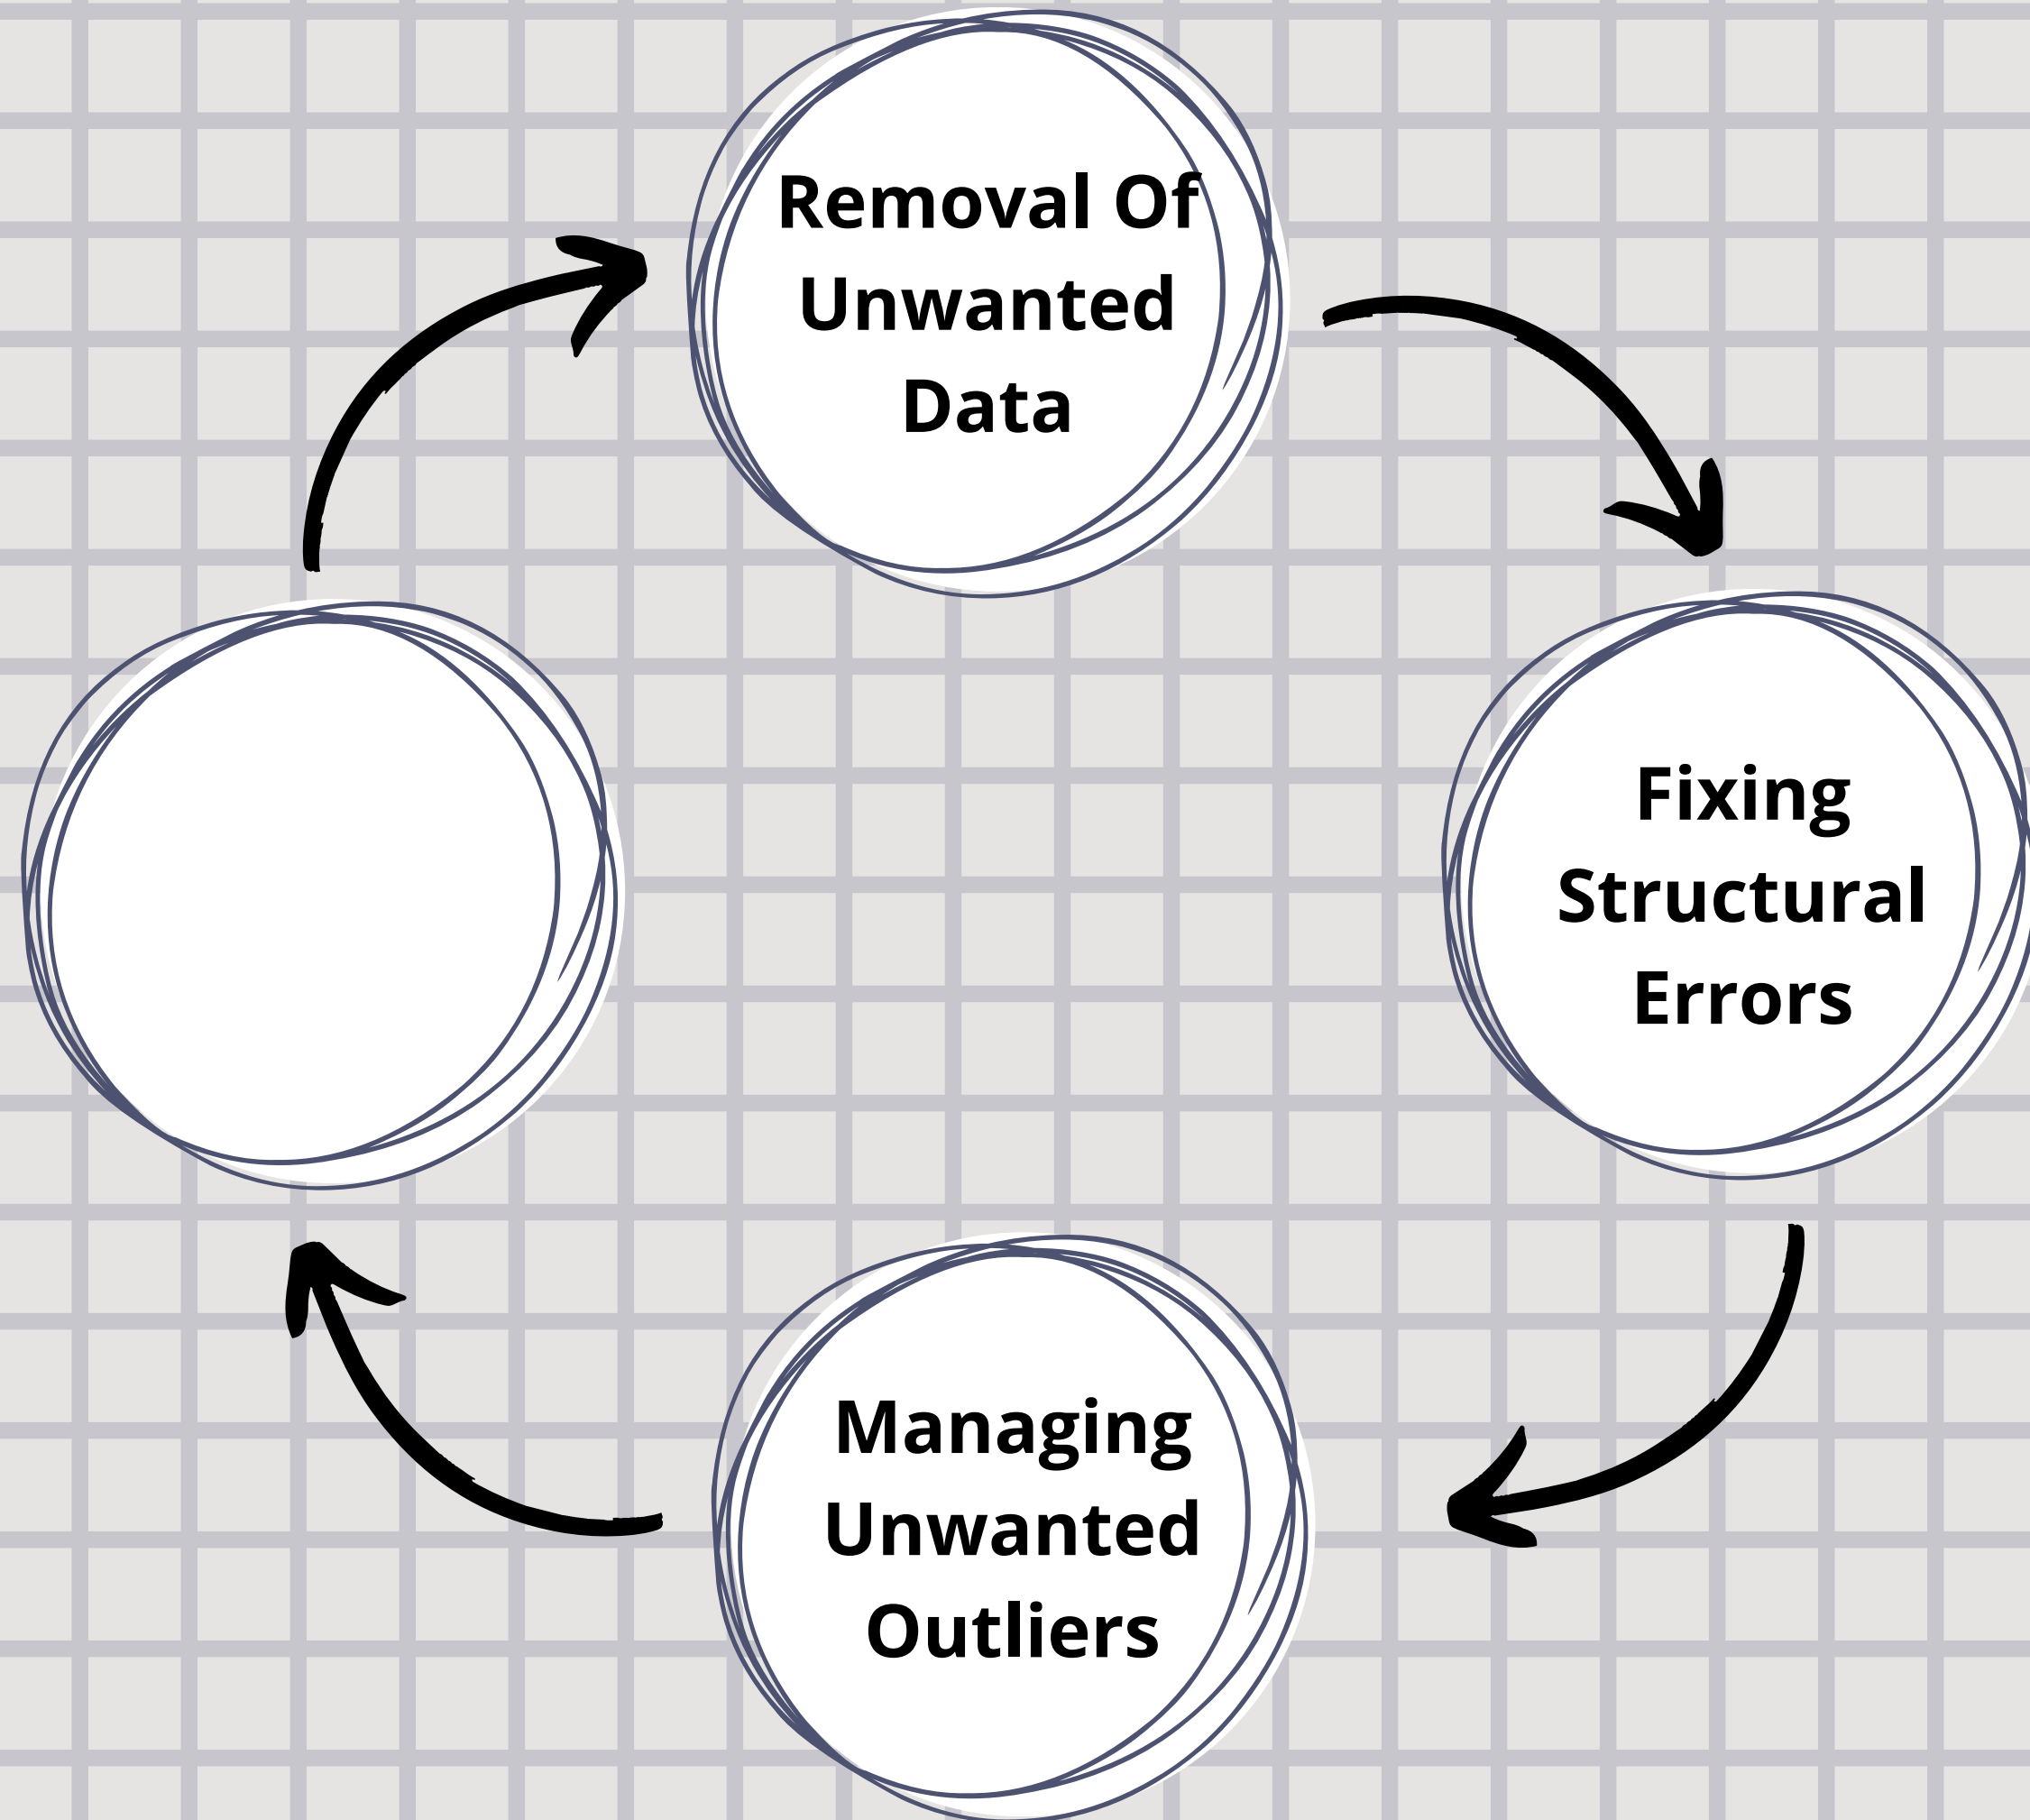 Removal Of
Unwanted
Data
Fixing
Structural
Errors
Managing
Unwanted
Outliers